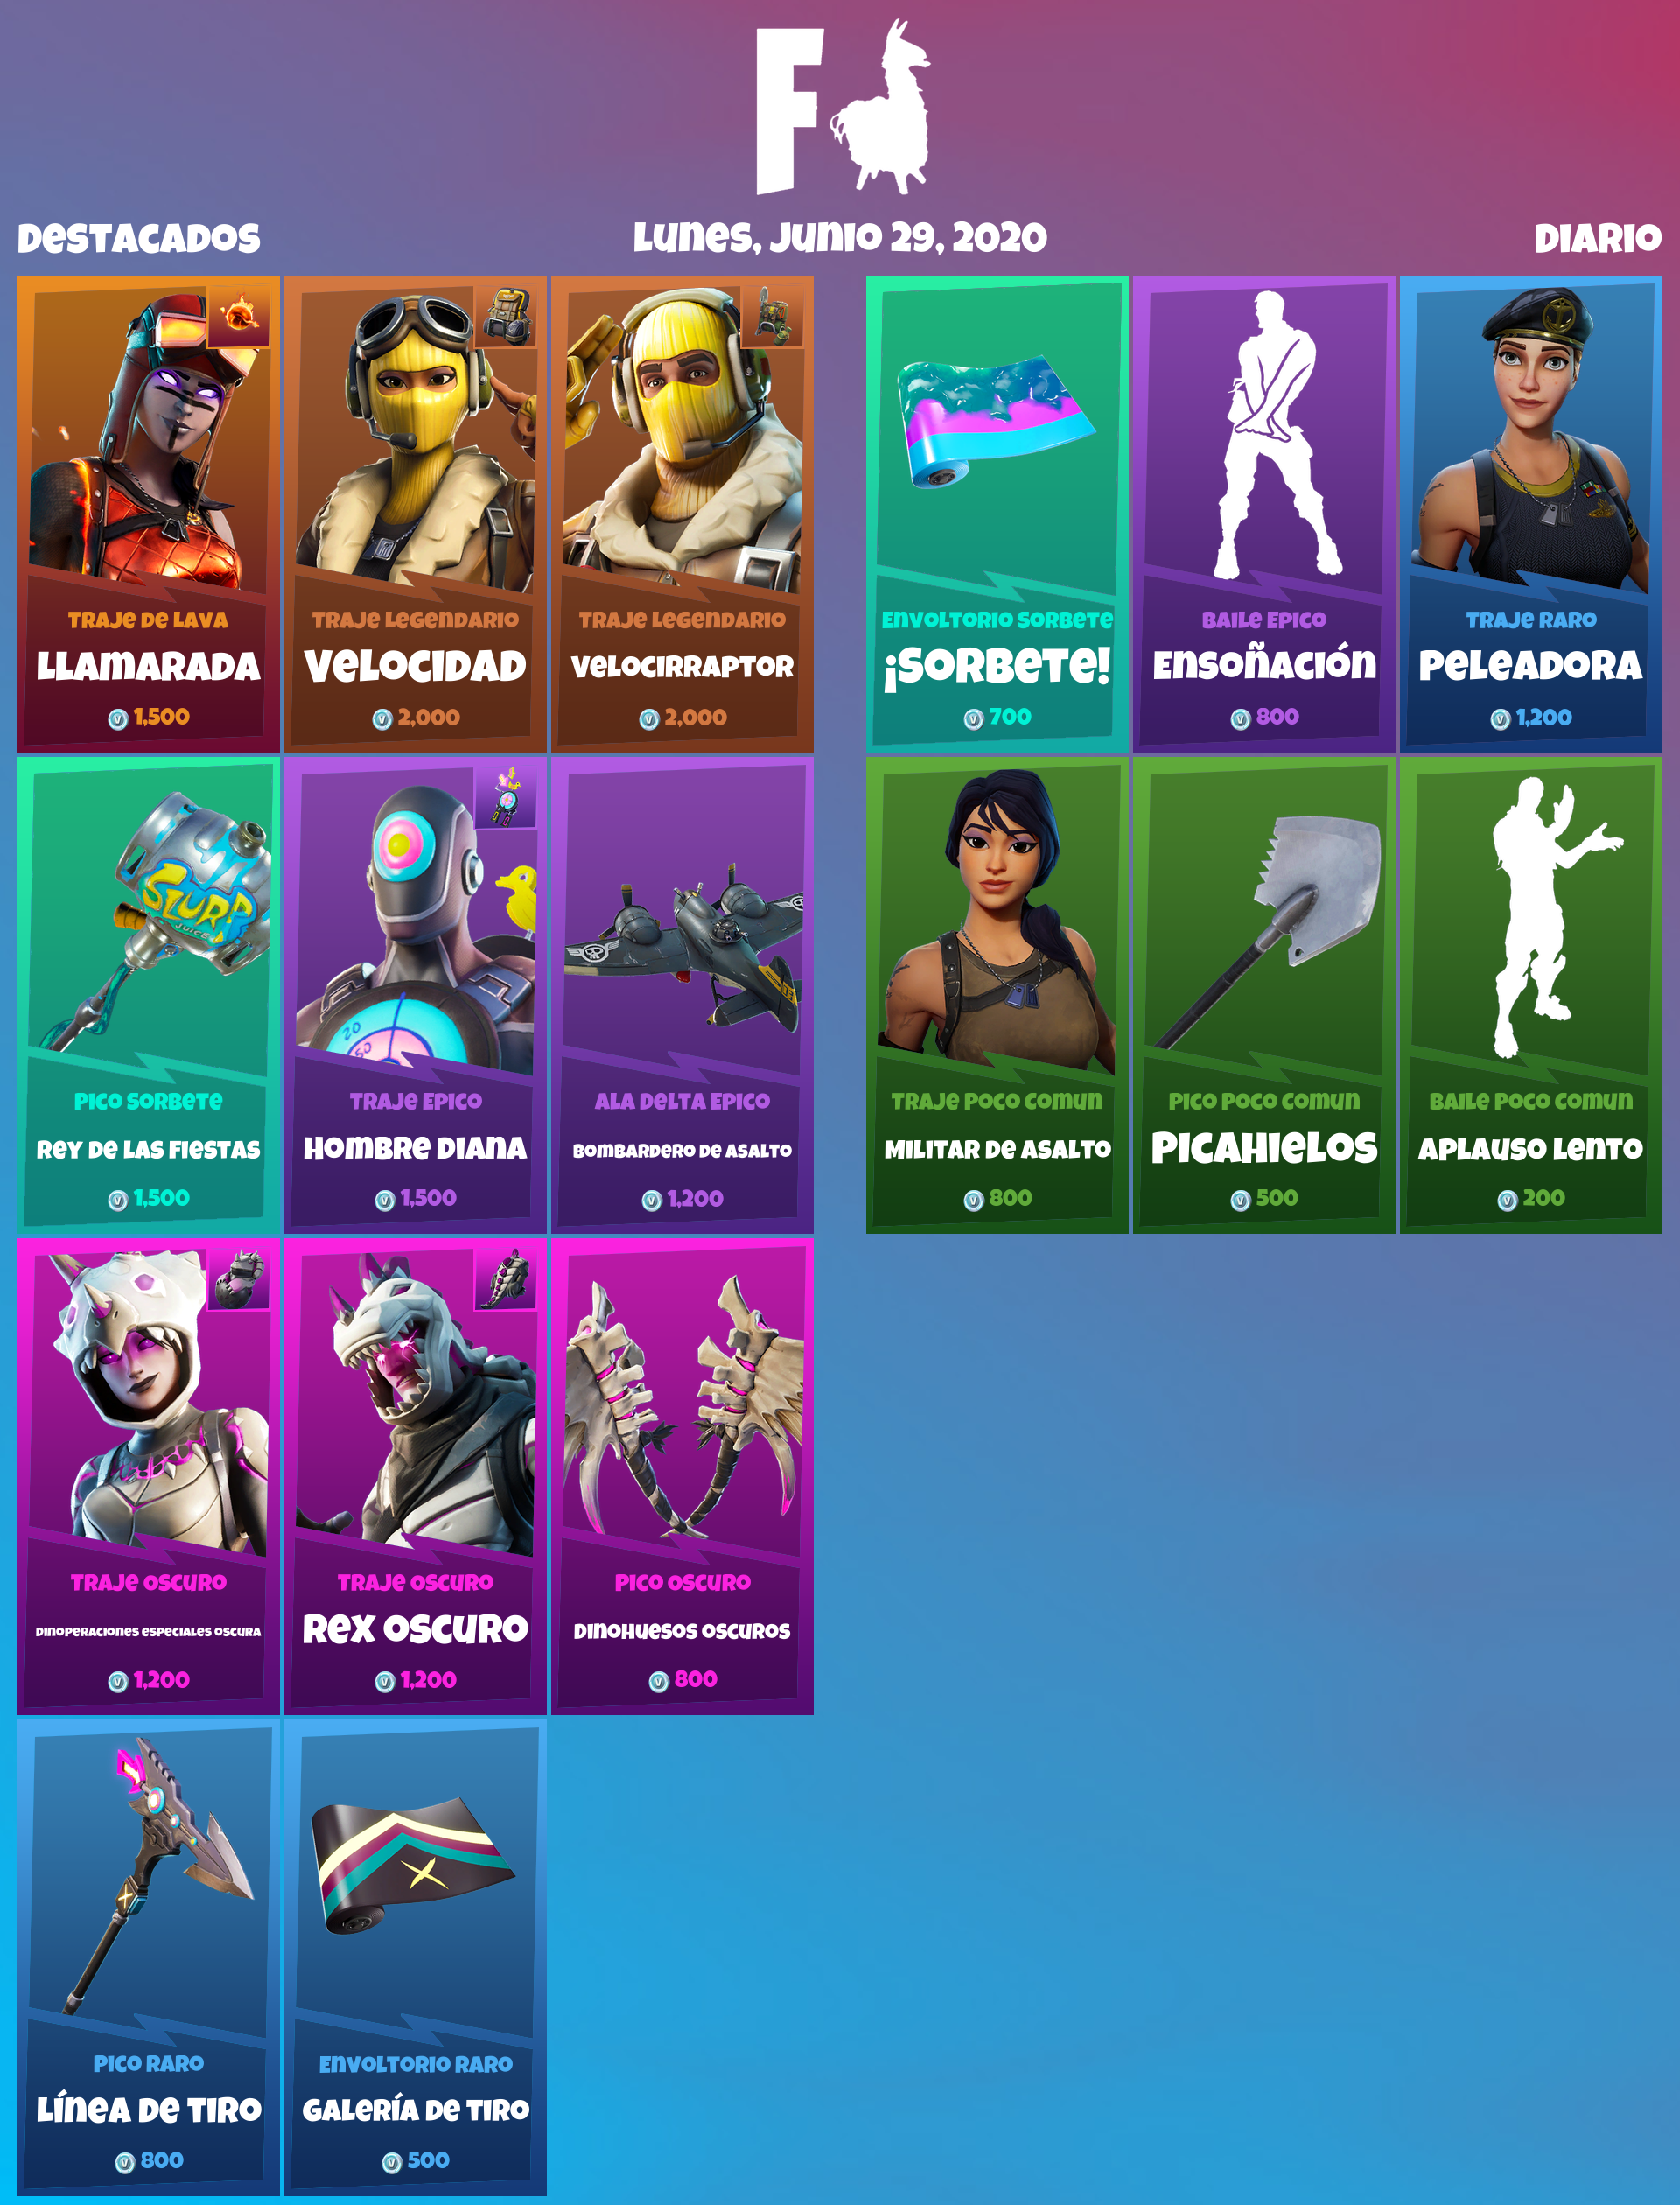 F
DESTACADOS
LUNES, JUNIO 29, 2020
DIARIO
TRAJE DE LAVA
LLAMARADA
1,500
TRAJE LEGENDARIO
VELOCIDAD
2,000
TRAJE LEGENDARIO
VELOCIRRAPTOR
2,000
ENVOLTORIO SORBETE
¡SORBETE!
700
BAILE EPICO
ENSOÑACIÓN
800
TRAJE RARO
PELEADORA
1,200
SLURP
JUICE
PICO SORBETE
REY DE LAS FIESTAS
1,500
20
50
TRAJE EPICO
HOMBRE DIANA
1,500
ALA DELTA EPICO
BOMBARDERO DE ASALTO
1,200
TRAJE POCO COMUN
MILITAR DE ASALTO
800
PICO POCO COMUN
PICAHIELOS
500
BAILE POCO COMUN
APLAUSO LENTO
200
TRAJE OSCURO
DINOPERACIONES ESPECIALES OSCURA
1,200
TRAJE OSCURO
REX OSCURO
1,200
PICO OSCURO
DINOHUESOS OSCUROS
800
PICO RARO
LÍNEA DE TIRO
800
ENVOLTORIO RARO
GALERÍA DE TIRO
500